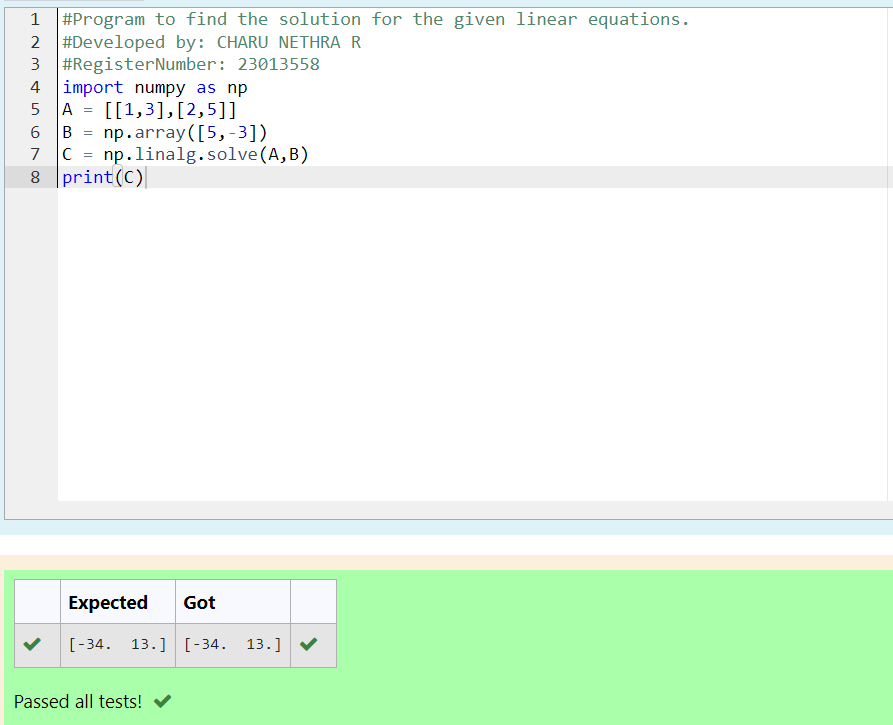 1 #Program to find the solution for the given linear equations.
2 #Developed by: CHARU NETHRA R
3 #RegisterNumber: 23013558
4 import numpy as np
5 A = [[1,3],[2,5]]
6 B = np.array([5,-3])
7 C = np.linalg.solve(A,B)
8 print(C)
Expected Got
[-34.  13.] [-34.  13.]
Passed all tests!